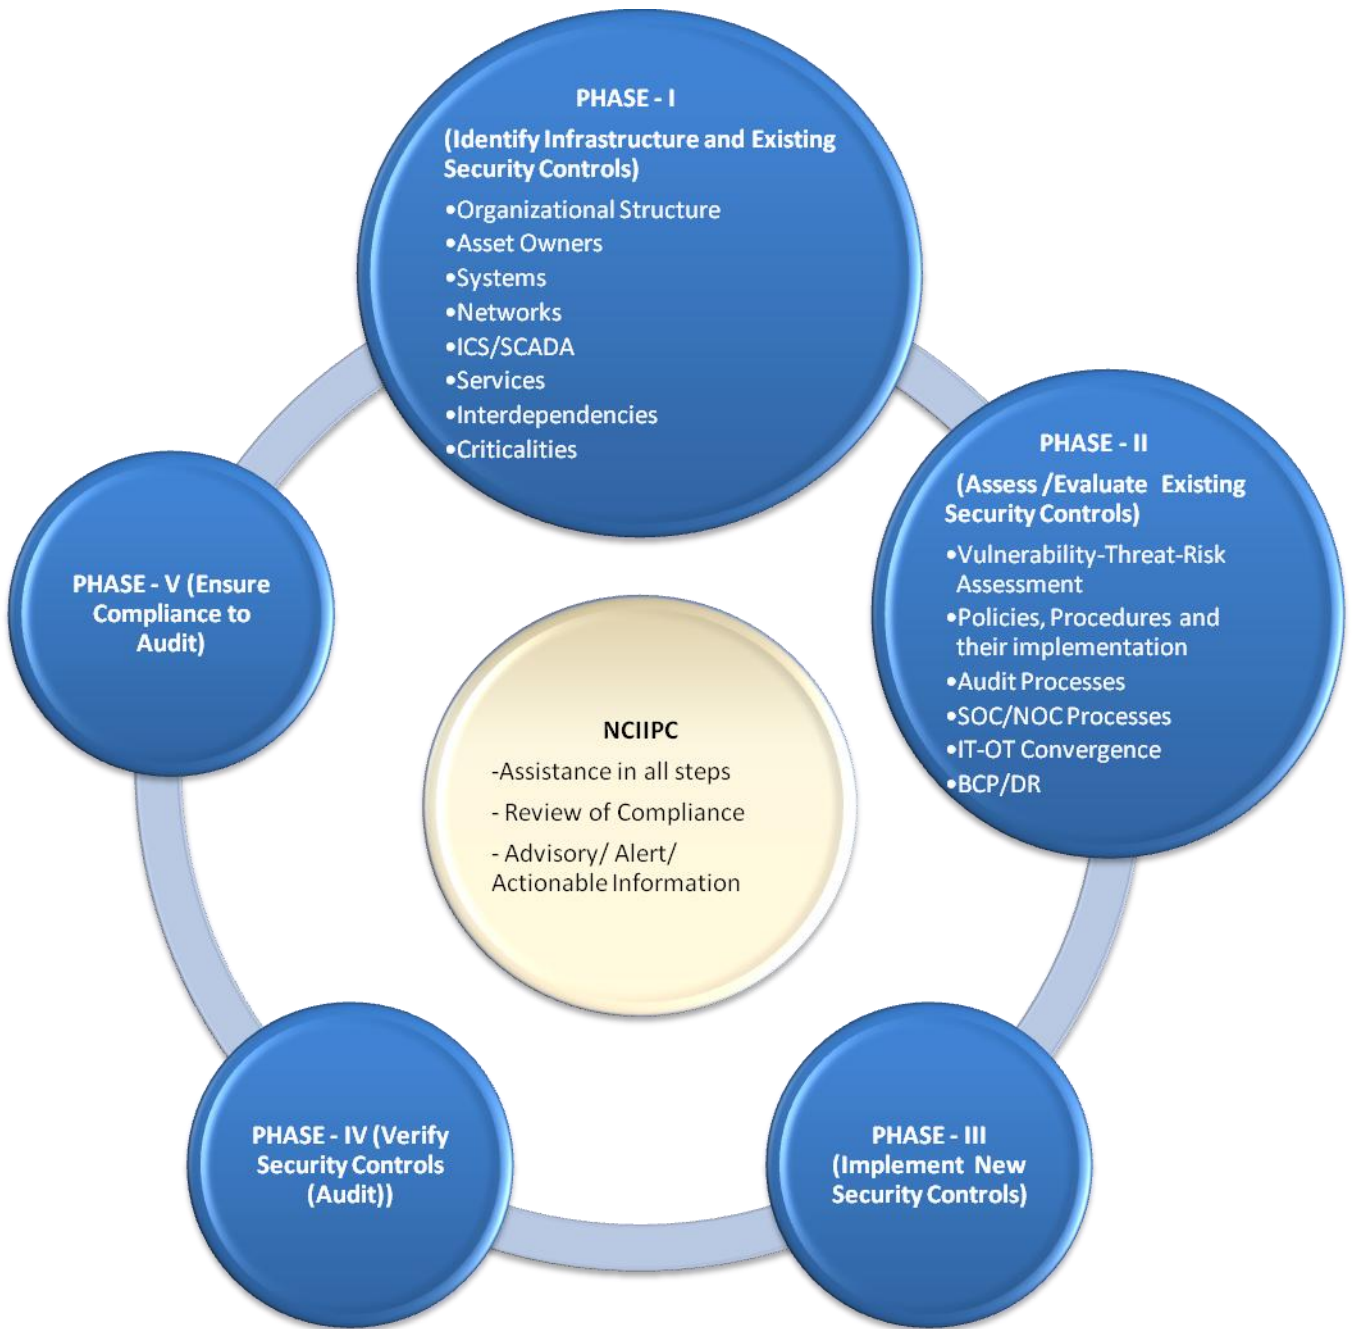 PHASE - I
(Identify Infrastructure and Existing
Security Controls)
•Organizational Structure
•Asset Owners
•Systems
•Networks
•ICS/SCADA
•Services
•Interdependencies
•Criticalities
PHASE - II
(Assess /Evaluate Existing
Security Controls)
•Vulnerability-Threat-Risk
Assessment
•Policies, Procedures and
their implementation
•Audit Processes
•SOC/NOC Processes
•IT-OT Convergence
•BCP/DR
PHASE - III
(Implement New
Security Controls)
PHASE - IV (Verify
Security Controls
(Audit))
PHASE - V (Ensure
Compliance to
Audit)
NCIIPC
-Assistance in all steps
- Review of Compliance
- Advisory/ Alert/
Actionable Information